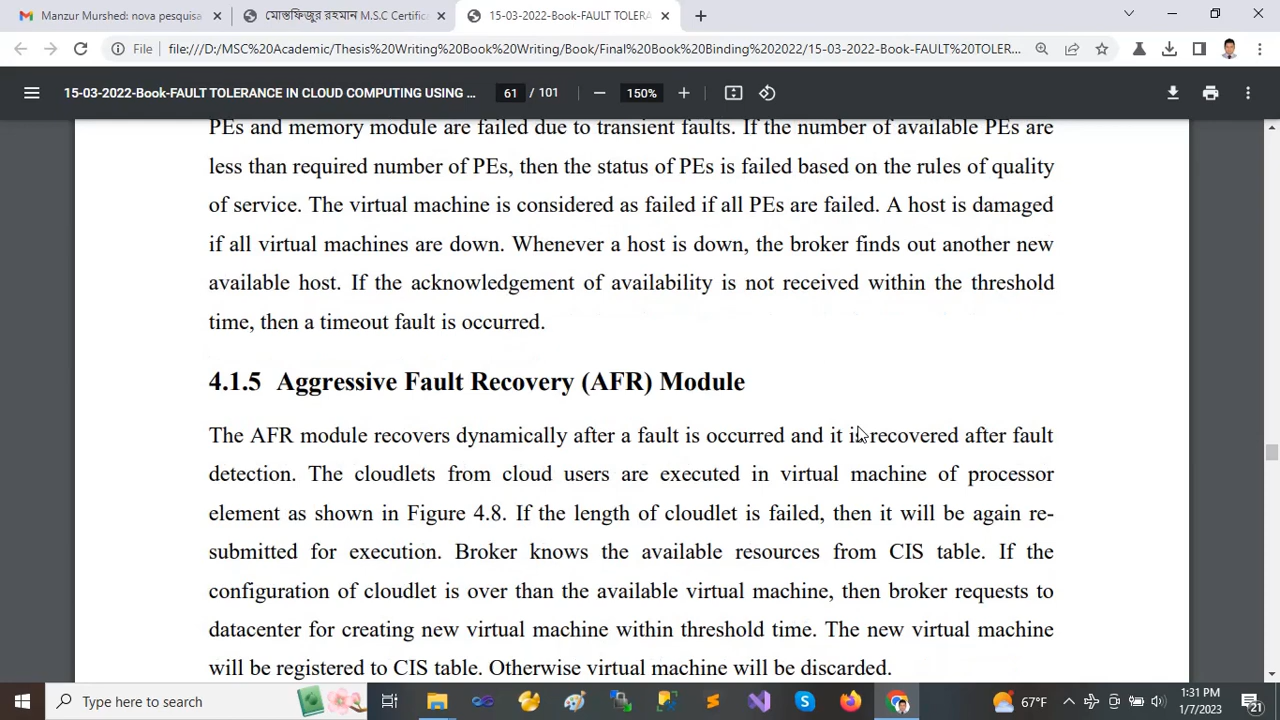 Manzur Murshed: nova pesquisa
মোস্তফিজুর রহমান M.S.C Certific
15-03-2022-Book-FAULT TOLERA
File
file:///D:/MSC%20Academic/Thesis%20Writing%20Book%20Writing/Book/Final%20Book%20Binding%202022/15-03-2022-Book-FAULT%20TOLER...
15-03-2022-Book-FAULT TOLERANCE IN CLOUD COMPUTING USING ...
61 / 101
150%
PEs and memory module are failed due to transient faults. If the number of available PEs are
less than required number of PEs, then the status of PEs is failed based on the rules of quality
of service. The virtual machine is considered as failed if all PEs are failed. A host is damaged
if all virtual machines are down. Whenever a host is down, the broker finds out another new
available host. If the acknowledgement of availability is not received within the threshold
time, then a timeout fault is occurred.
4.1.5 Aggressive Fault Recovery (AFR) Module
The AFR module recovers dynamically after a fault is occurred and it is recovered after fault
detection. The cloudlets from cloud users are executed in virtual machine of processor
element as shown in Figure 4.8. If the length of cloudlet is failed, then it will be again re-
submitted for execution. Broker knows the available resources from CIS table. If the
configuration of cloudlet is over than the available virtual machine, then broker requests to
datacenter for creating new virtual machine within threshold time. The new virtual machine
will be registered to CIS table. Otherwise virtual machine will be discarded.
Type here to search
67°F
1:31 PM
1/7/2023
21